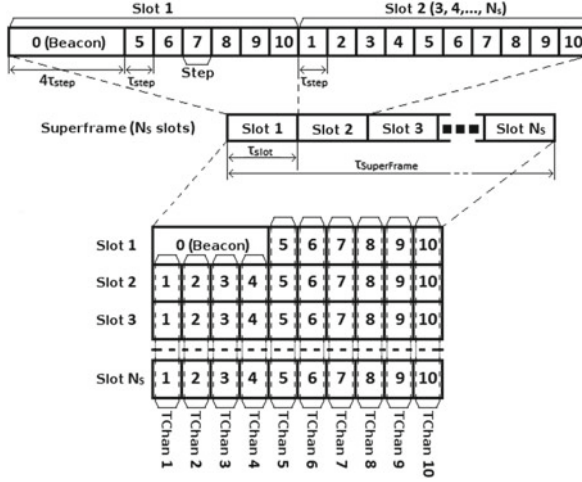 Slot 1 Slot 2 (3, 4,..., Ns)
0 (Beacon) 5 6 7 8 9 10 1 2 3 4 5 6 7 8 9 10
4τstep τstep Step τstep
Superframe (Ns slots) Slot 1 Slot 2 Slot 3 Slot Ns
τslot
τSuperFrame
Slot 1 0 (Beacon) 5 6 7 8 9 10
Slot 2 1 2 3 4 5 6 7 8 9 10
Slot 3 1 2 3 4 5 6 7 8 9 10
Slot Ns 1 2 3 4 5 6 7 8 9 10
TChan 1
TChan 2
TChan 3
TChan 4
TChan 5
TChan 6
TChan 7
TChan 8
TChan 9
TChan 10